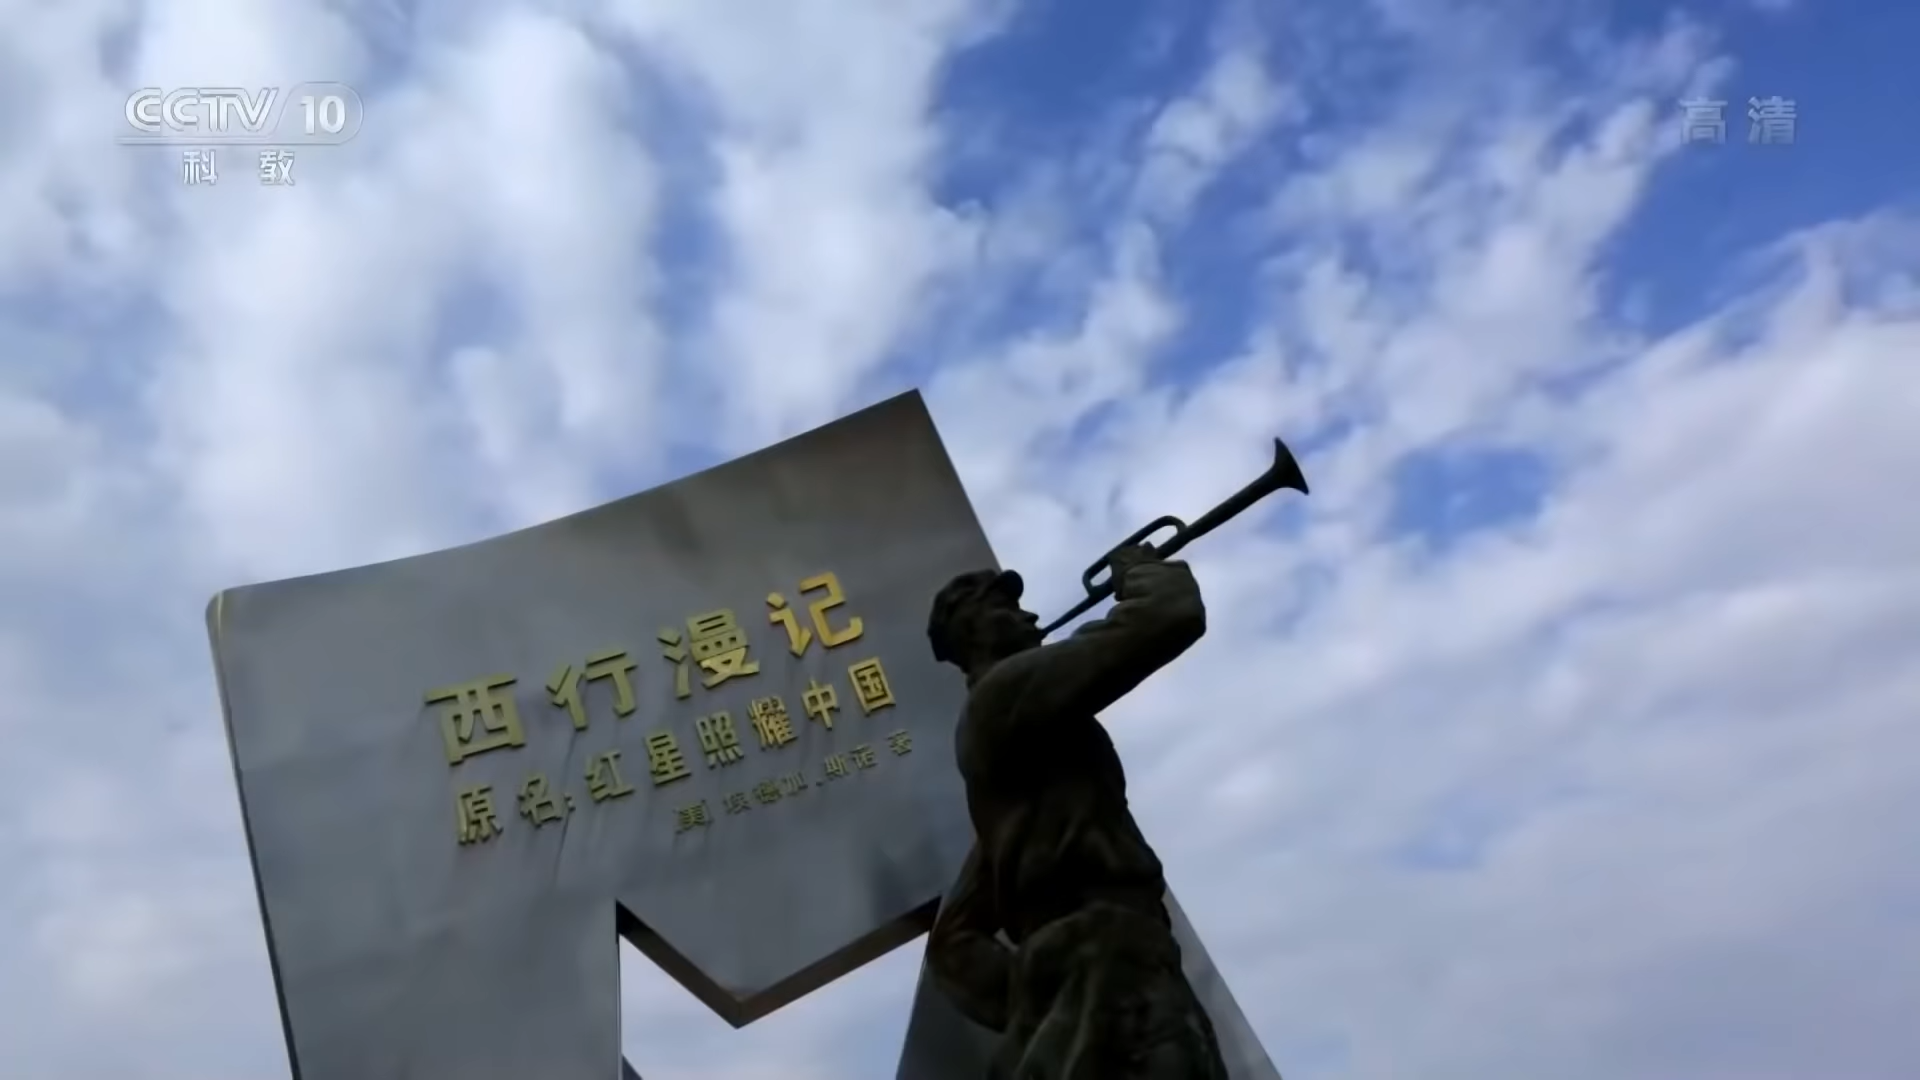 CCTV 10
科教
高清
西行漫记
原名:红星照耀中国
[美]埃德加.斯诺 著